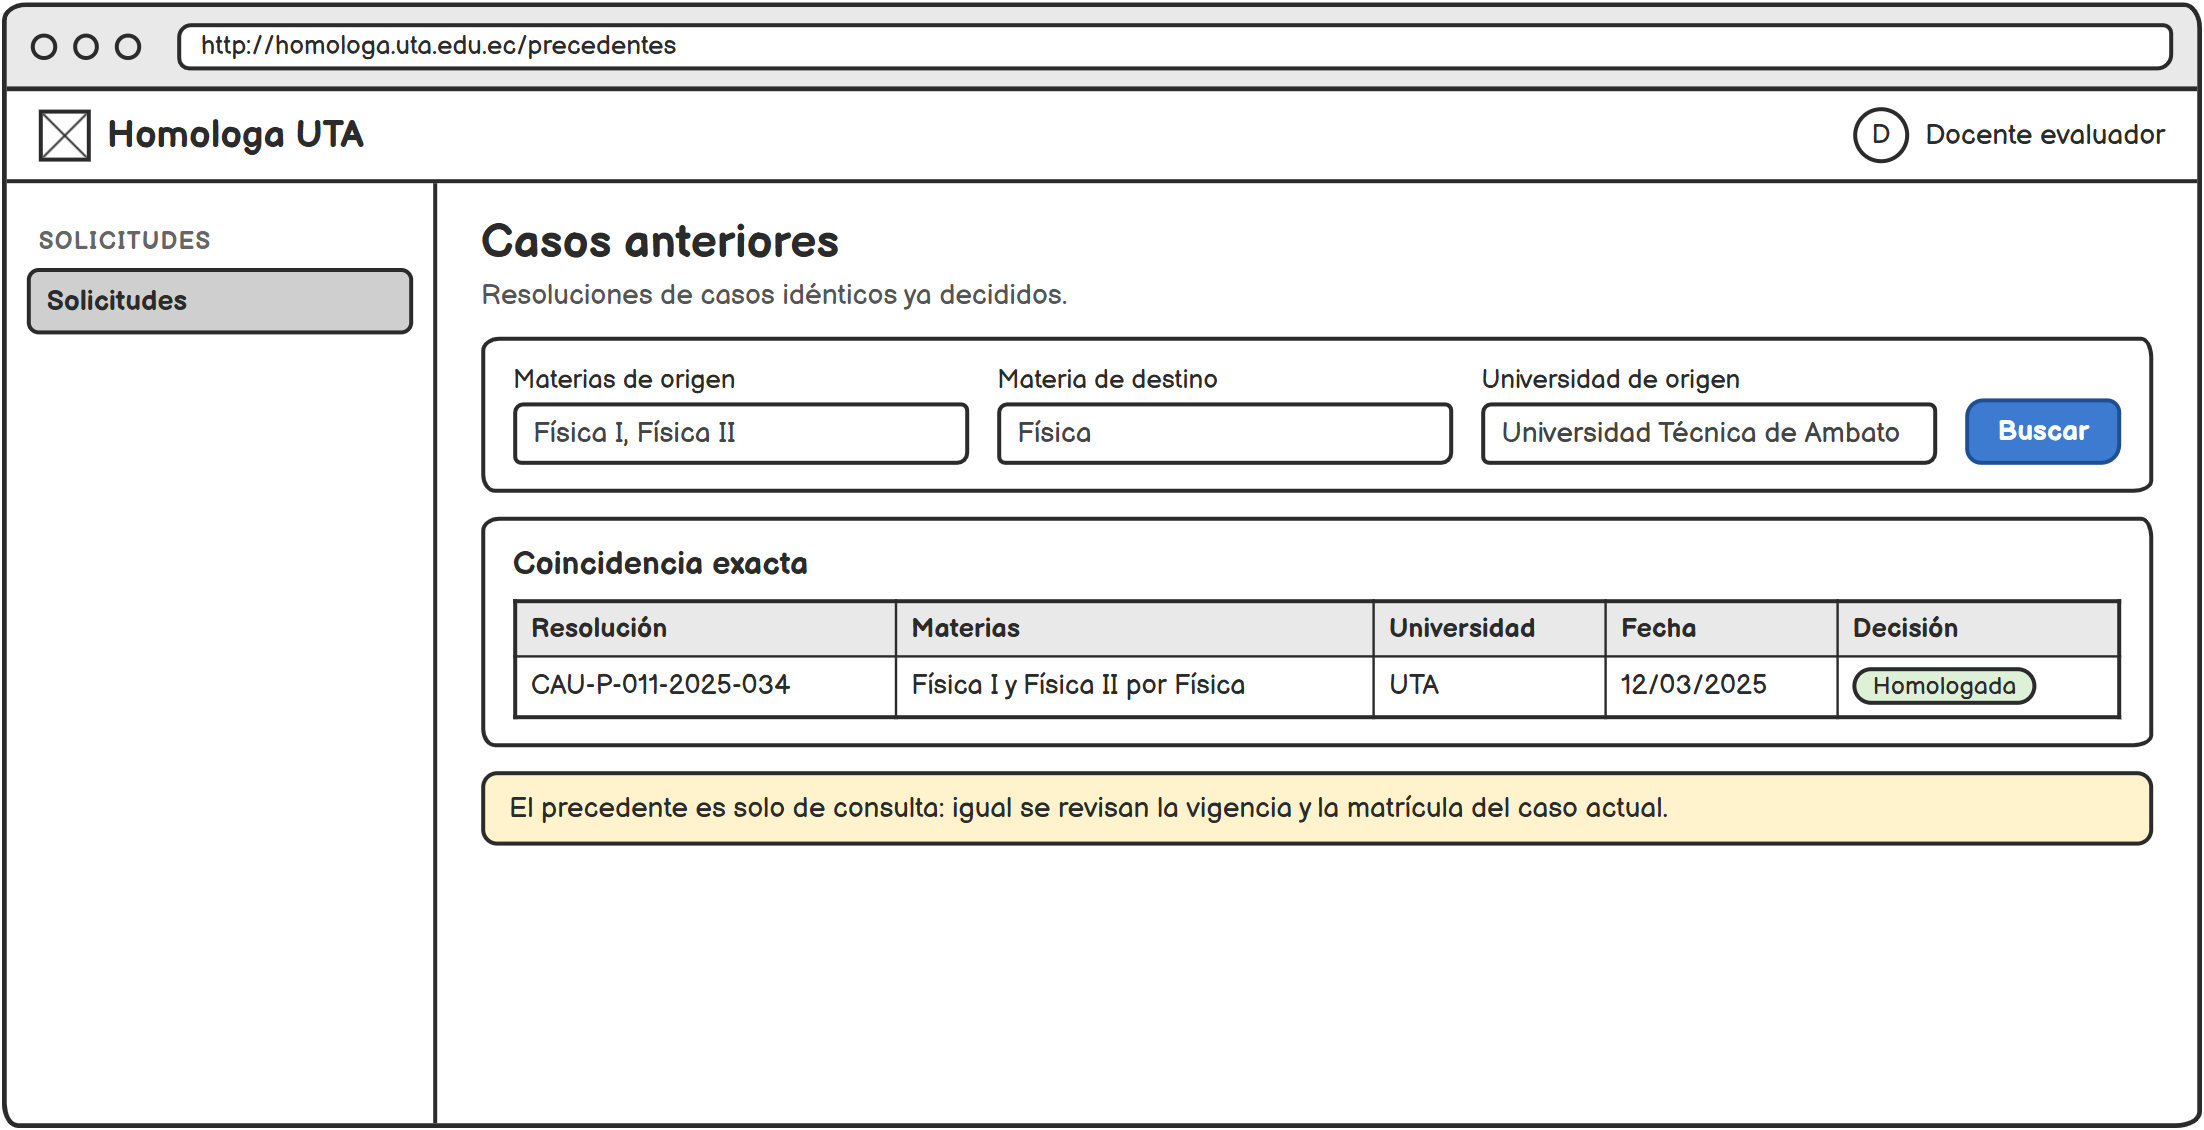 http://homologa.uta.edu.ec/precedentes
Homologa UTA
D Docente evaluador
SOLICITUDES
Solicitudes
Casos anteriores
Resoluciones de casos idénticos ya decididos.
Materias de origen Materia de destino Universidad de origen
Física I, Física II Física Universidad Técnica de Ambato Buscar
Coincidencia exacta
Resolución Materias Universidad Fecha Decisión
CAU-P-011-2025-034 Física I y Física II por Física UTA 12/03/2025 Homologada
El precedente es solo de consulta: igual se revisan la vigencia y la matrícula del caso actual.